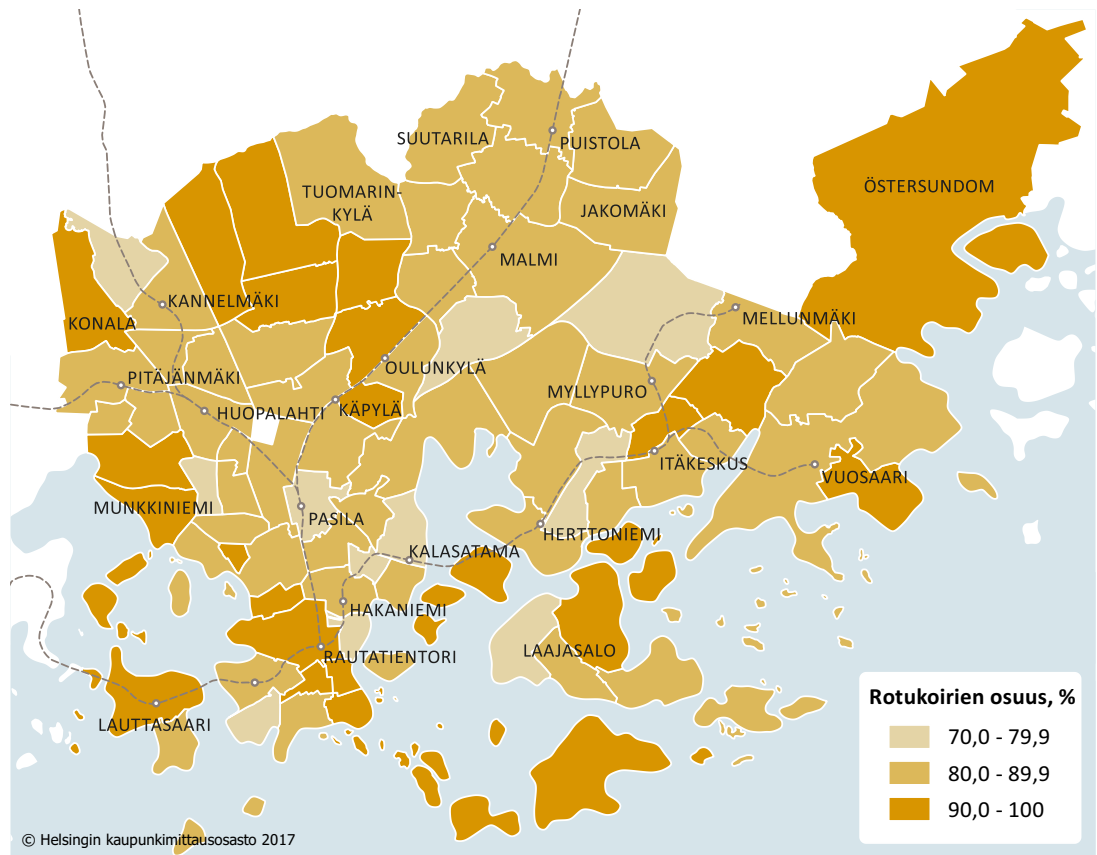 SUUTARILA
PUISTOLA
ÖSTERSUNDOM
TUOMARIN-
KYLÄ
JAKOMÄKI
MALMI
KANNELMÄKI
KONALA
MELLUNMÄKI
OULUNKYLÄ
PITÄJÄNMÄKI
MYLLYPURO
HUOPALAHTI
KÄPYLÄ
ITÄKESKUS
VUOSAARI
MUNKKINIEMI
PASILA
HERTTONIEMI
KALASATAMA
HAKANIEMI
LAAJASALO
RAUTATIENTORI
LAUTTASAARI
Rotukoirien osuus, %
70,0 - 79,9
80,0 - 89,9
90,0 - 100
© Helsingin kaupunkimittausosasto 2017